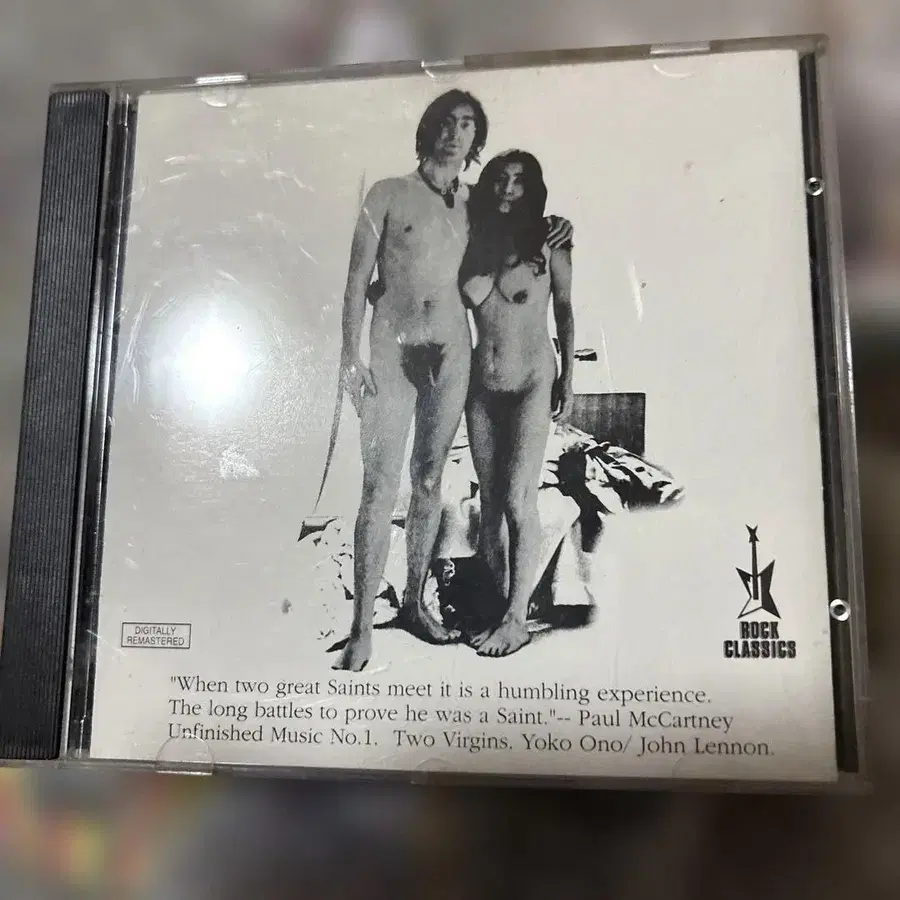 DIGITALLY
REMASTERED
ROCK
CLASSICS
"When two great Saints meet it is a humbling experience.
The long battles to prove he was a Saint."-- Paul McCartney
Unfinished Music No.1. Two Virgins. Yoko Ono/ John Lennon.